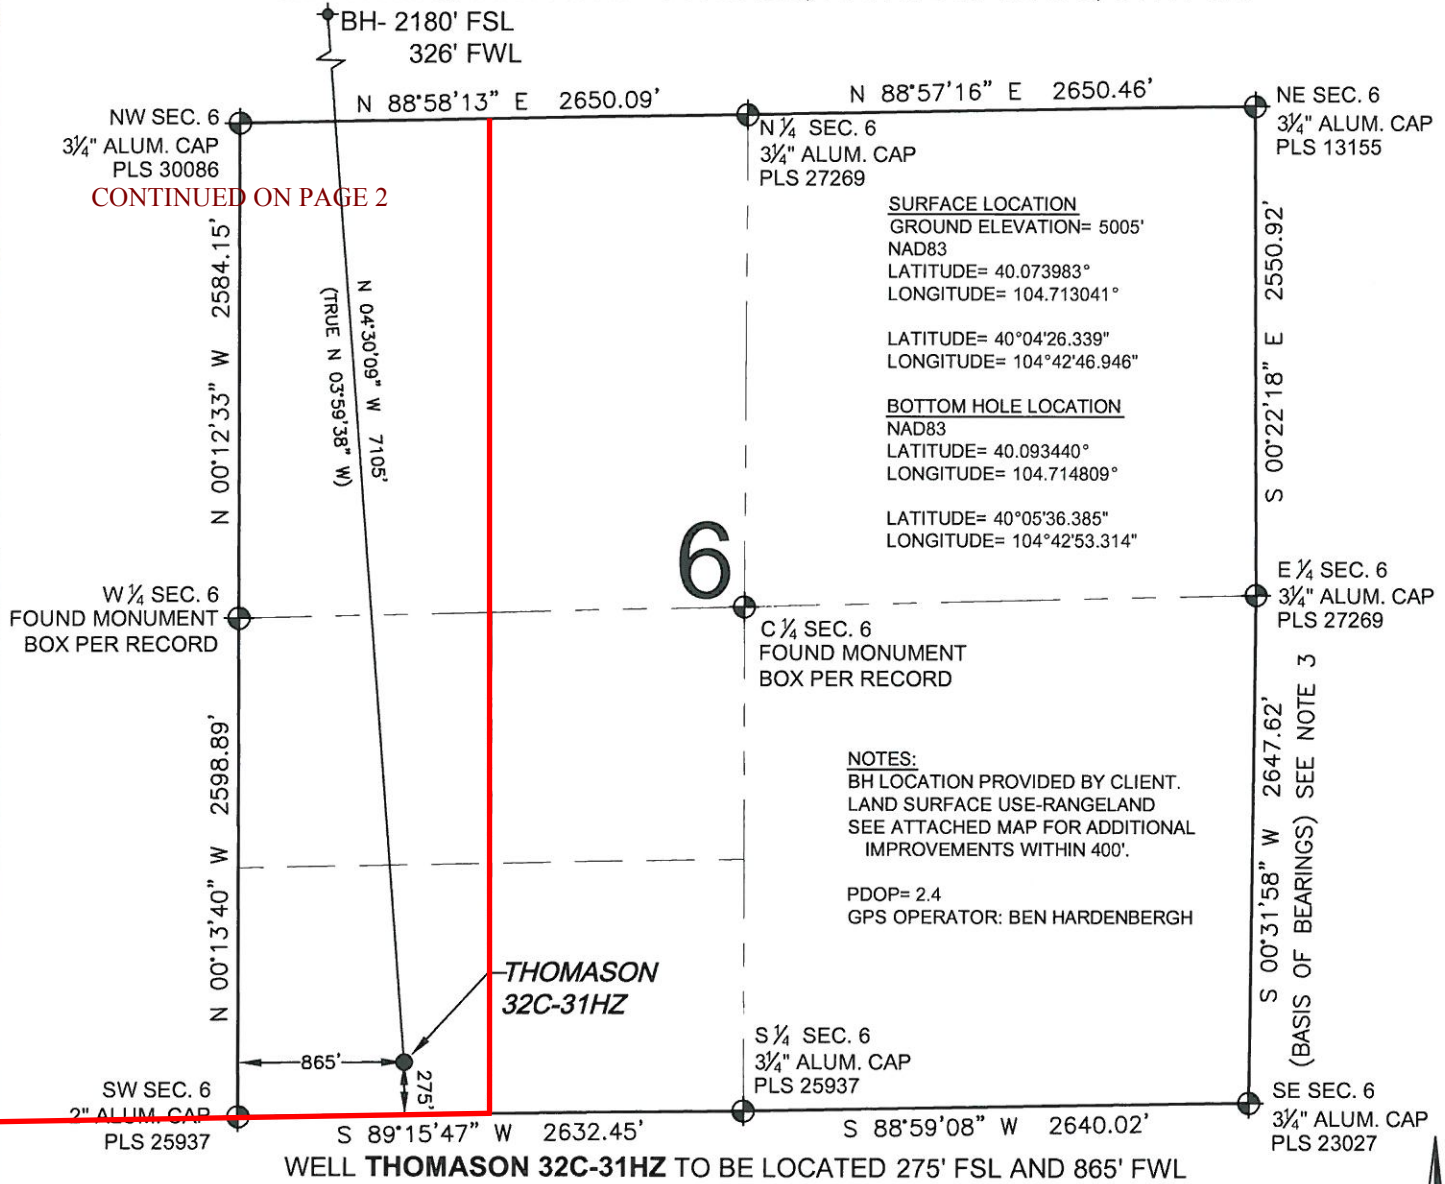 BH- 2180' FSL
326' FWL
N 88°58'13" E 2650.09'
N 88°57'16" E 2650.46'
NW SEC. 6
3¼" ALUM. CAP
PLS 30086
N ¼ SEC. 6
3¼" ALUM. CAP
PLS 27269
NE SEC. 6
3¼" ALUM. CAP
PLS 13155
CONTINUED ON PAGE 2
SURFACE LOCATION
GROUND ELEVATION= 5005'
NAD83
LATITUDE= 40.073983°
LONGITUDE= 104.713041°
LATITUDE= 40°04'26.339"
LONGITUDE= 104°42'46.946"
BOTTOM HOLE LOCATION
NAD83
LATITUDE= 40.093440°
LONGITUDE= 104.714809°
LATITUDE= 40°05'36.385"
LONGITUDE= 104°42'53.314"
N 00°12'33" W 2584.15'
N 04°30'09" W 7105'
(TRUE N 03°59'38" W)
S 00°22'18" E 2550.92'
6
W ¼ SEC. 6
FOUND MONUMENT
BOX PER RECORD
C ¼ SEC. 6
FOUND MONUMENT
BOX PER RECORD
E ¼ SEC. 6
3¼" ALUM. CAP
PLS 27269
NOTES:
BH LOCATION PROVIDED BY CLIENT.
LAND SURFACE USE-RANGELAND
SEE ATTACHED MAP FOR ADDITIONAL
IMPROVEMENTS WITHIN 400'.
PDOP= 2.4
GPS OPERATOR: BEN HARDENBERGH
N 00°13'40" W 2598.89'
S 00°31'58" W 2647.62'
(BASIS OF BEARINGS) SEE NOTE 3
THOMASON
32C-31HZ
865'
275'
SW SEC. 6
2" ALUM. CAP
PLS 25937
S ¼ SEC. 6
3¼" ALUM. CAP
PLS 25937
SE SEC. 6
3¼" ALUM. CAP
PLS 23027
S 89°15'47" W 2632.45'
S 88°59'08" W 2640.02'
WELL THOMASON 32C-31HZ TO BE LOCATED 275' FSL AND 865' FWL